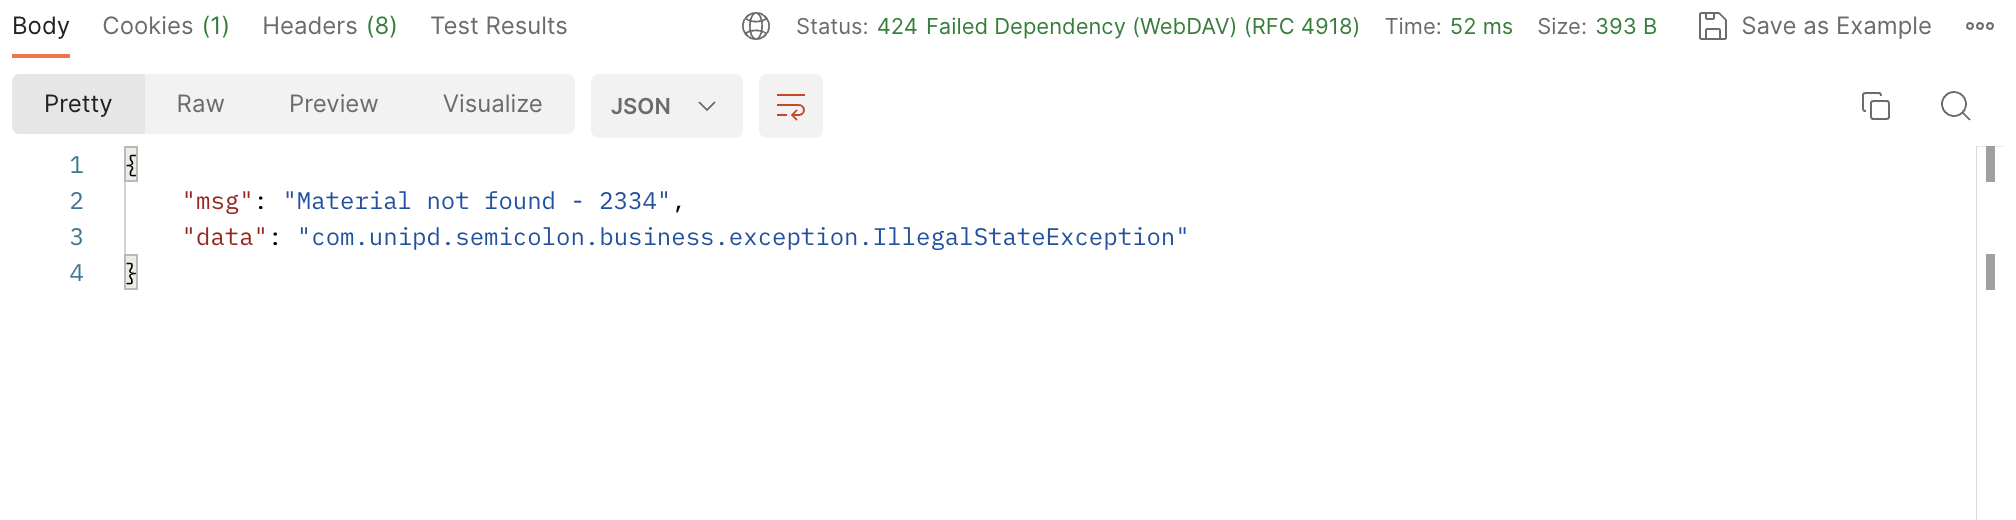 Body Cookies (1) Headers (8) Test Results Status: 424 Failed Dependency (WebDAV) (RFC 4918) Time: 52 ms Size: 393 B Save as Example
Pretty Raw Preview Visualize JSON
1 {
2 "msg": "Material not found - 2334",
3 "data": "com.unipd.semicolon.business.exception.IllegalStateException"
4 }